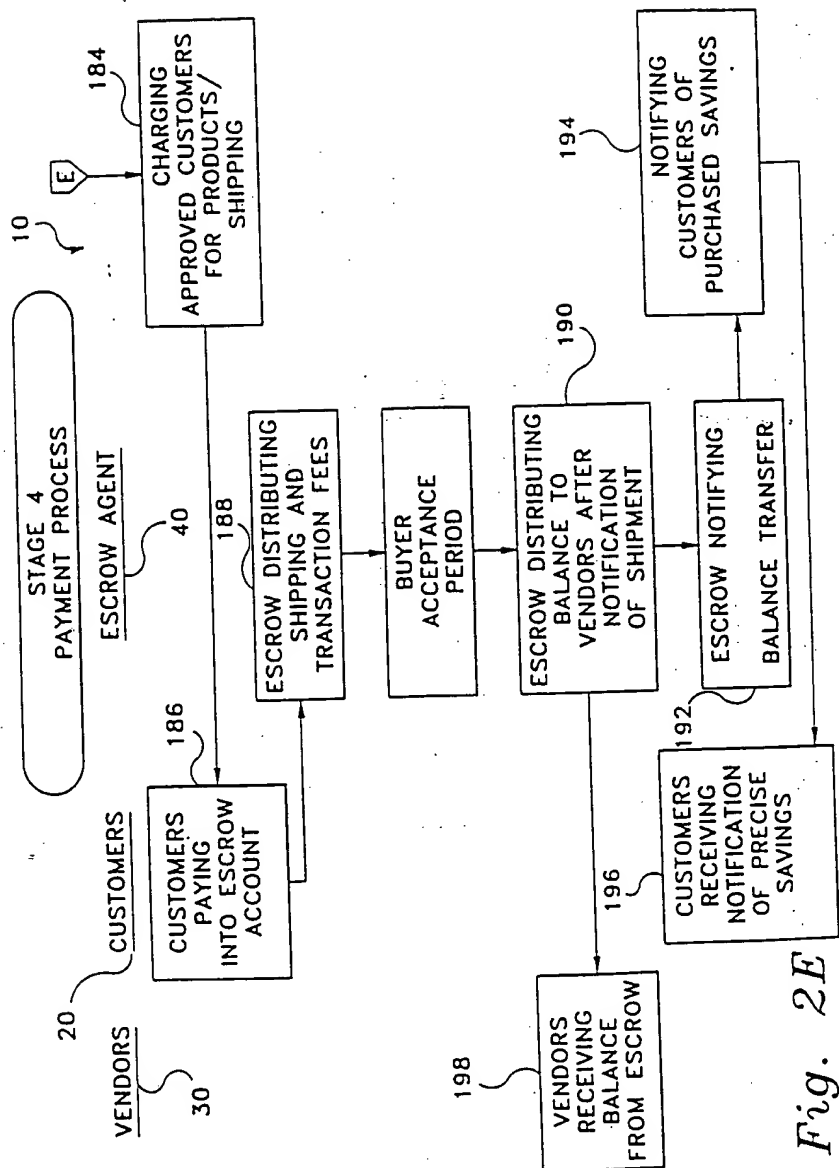 STAGE 4
PAYMENT PROCESS
10
E
VENDORS
30
20
CUSTOMERS
ESCROW AGENT
40
184
CHARGING
APPROVED CUSTOMERS
FOR PRODUCTS/
SHIPPING
186
CUSTOMERS
PAYING
INTO ESCROW
ACCOUNT
188
ESCROW DISTRIBUTING
SHIPPING AND
TRANSACTION FEES
BUYER
ACCEPTANCE
PERIOD
190
ESCROW DISTRIBUTING
BALANCE TO
VENDORS AFTER
NOTIFICATION
OF SHIPMENT
198
VENDORS
RECEIVING
BALANCE
FROM ESCROW
192
ESCROW NOTIFYING
BALANCE TRANSFER
194
NOTIFYING
CUSTOMERS OF
PURCHASED SAVINGS
196
CUSTOMERS
RECEIVING
NOTIFICATION
OF PRECISE
SAVINGS
Fig. 2E